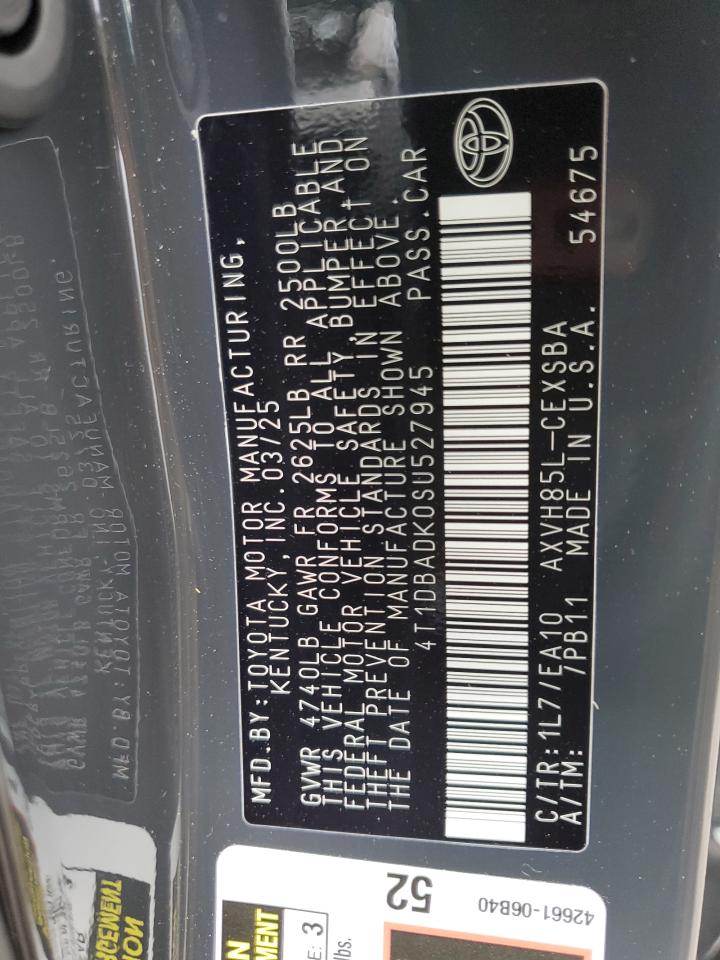 MFD.BY:TOYOTA MOTOR MANUFACTURING,
KENTUCKY, INC.03/25
GVWR 4740LB GAWR FR 2625LB RR 2500LB
THIS VEHICLE CONFORMS TO ALL APPLICABLE
FEDERAL MOTOR VEHICLE SAFETY, BUMPER, AND
THEFT PREVENTION STANDARDS IN EFFECT ON
THE DATE OF MANUFACTURE SHOWN ABOVE.
4T1DBADK0SU527945 PASS.CAR
C/TR:1L7/EA10 AXVH85L-CEXSBA
A/TM: 7PB11 MADE IN U.S.A. 54675
52
42661-06B40
3
lbs.